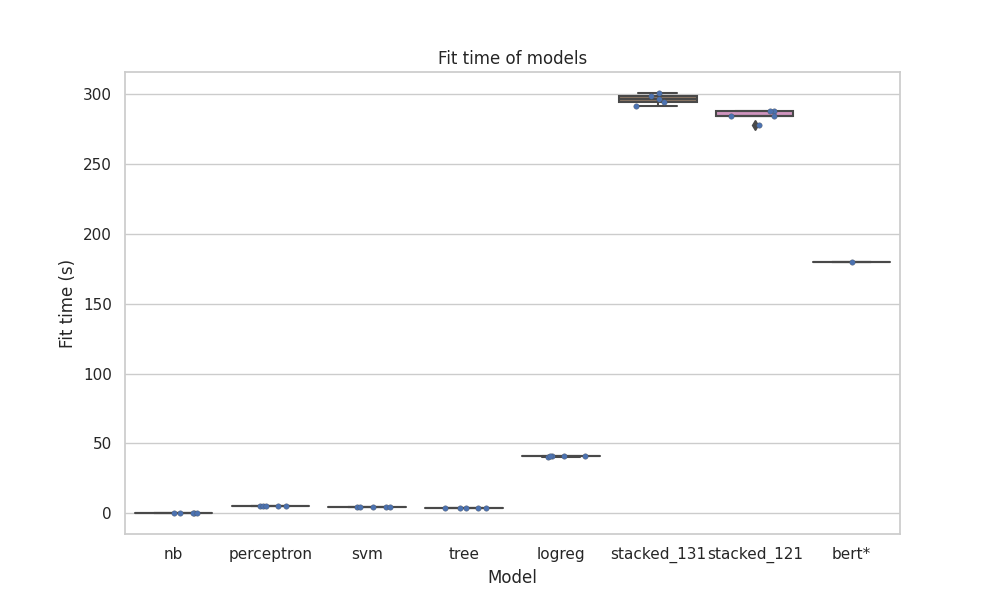 Fit time of models
Fit time (s)
300
250
200
150
100
50
0
nb perceptron svm tree logreg stacked_131 stacked_121 bert*
Model